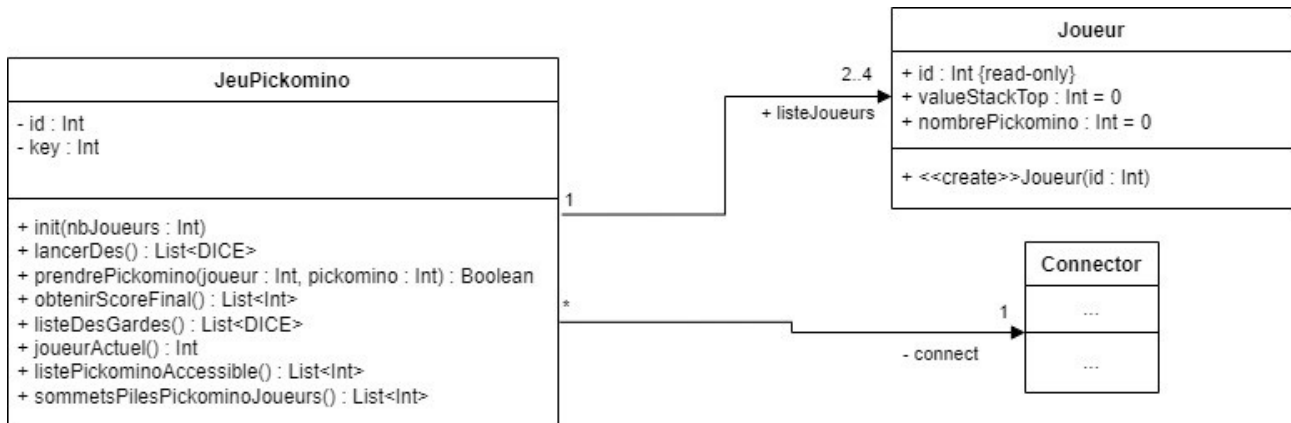 JeuPickomino
- id : Int
- key : Int
+ init(nbJoueurs : Int)
+ lancerDes() : List<DICE>
+ prendrePickomino(joueur : Int, pickomino : Int) : Boolean
+ obtenirScoreFinal() : List<Int>
+ listeDesGardes() : List<DICE>
+ joueurActuel() : Int
+ listePickominoAccessible() : List<Int>
+ sommetsPilesPickominoJoueurs() : List<Int>
1
2..4
+ listeJoueurs
Joueur
+ id : Int {read-only}
+ valueStackTop : Int = 0
+ nombrePickomino : Int = 0
+ <<create>>Joueur(id : Int)
*
1
- connect
Connector
...
...